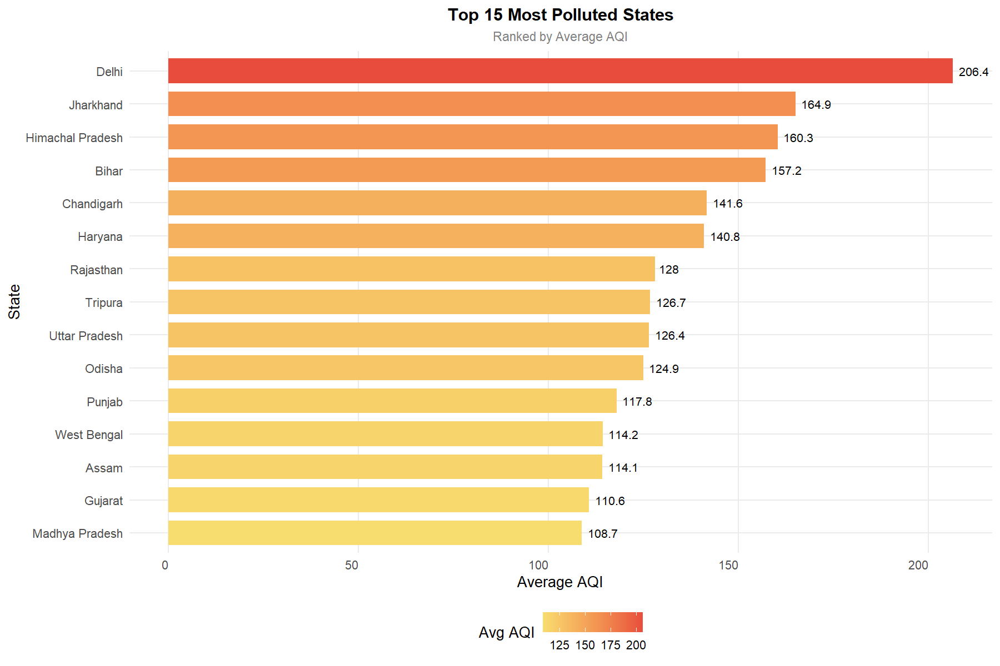 Top 15 Most Polluted States
Ranked by Average AQI
State
Delhi 206.4
Jharkhand 164.9
Himachal Pradesh 160.3
Bihar 157.2
Chandigarh 141.6
Haryana 140.8
Rajasthan 128
Tripura 126.7
Uttar Pradesh 126.4
Odisha 124.9
Punjab 117.8
West Bengal 114.2
Assam 114.1
Gujarat 110.6
Madhya Pradesh 108.7
0 50 100 150 200
Average AQI
Avg AQI
125 150 175 200